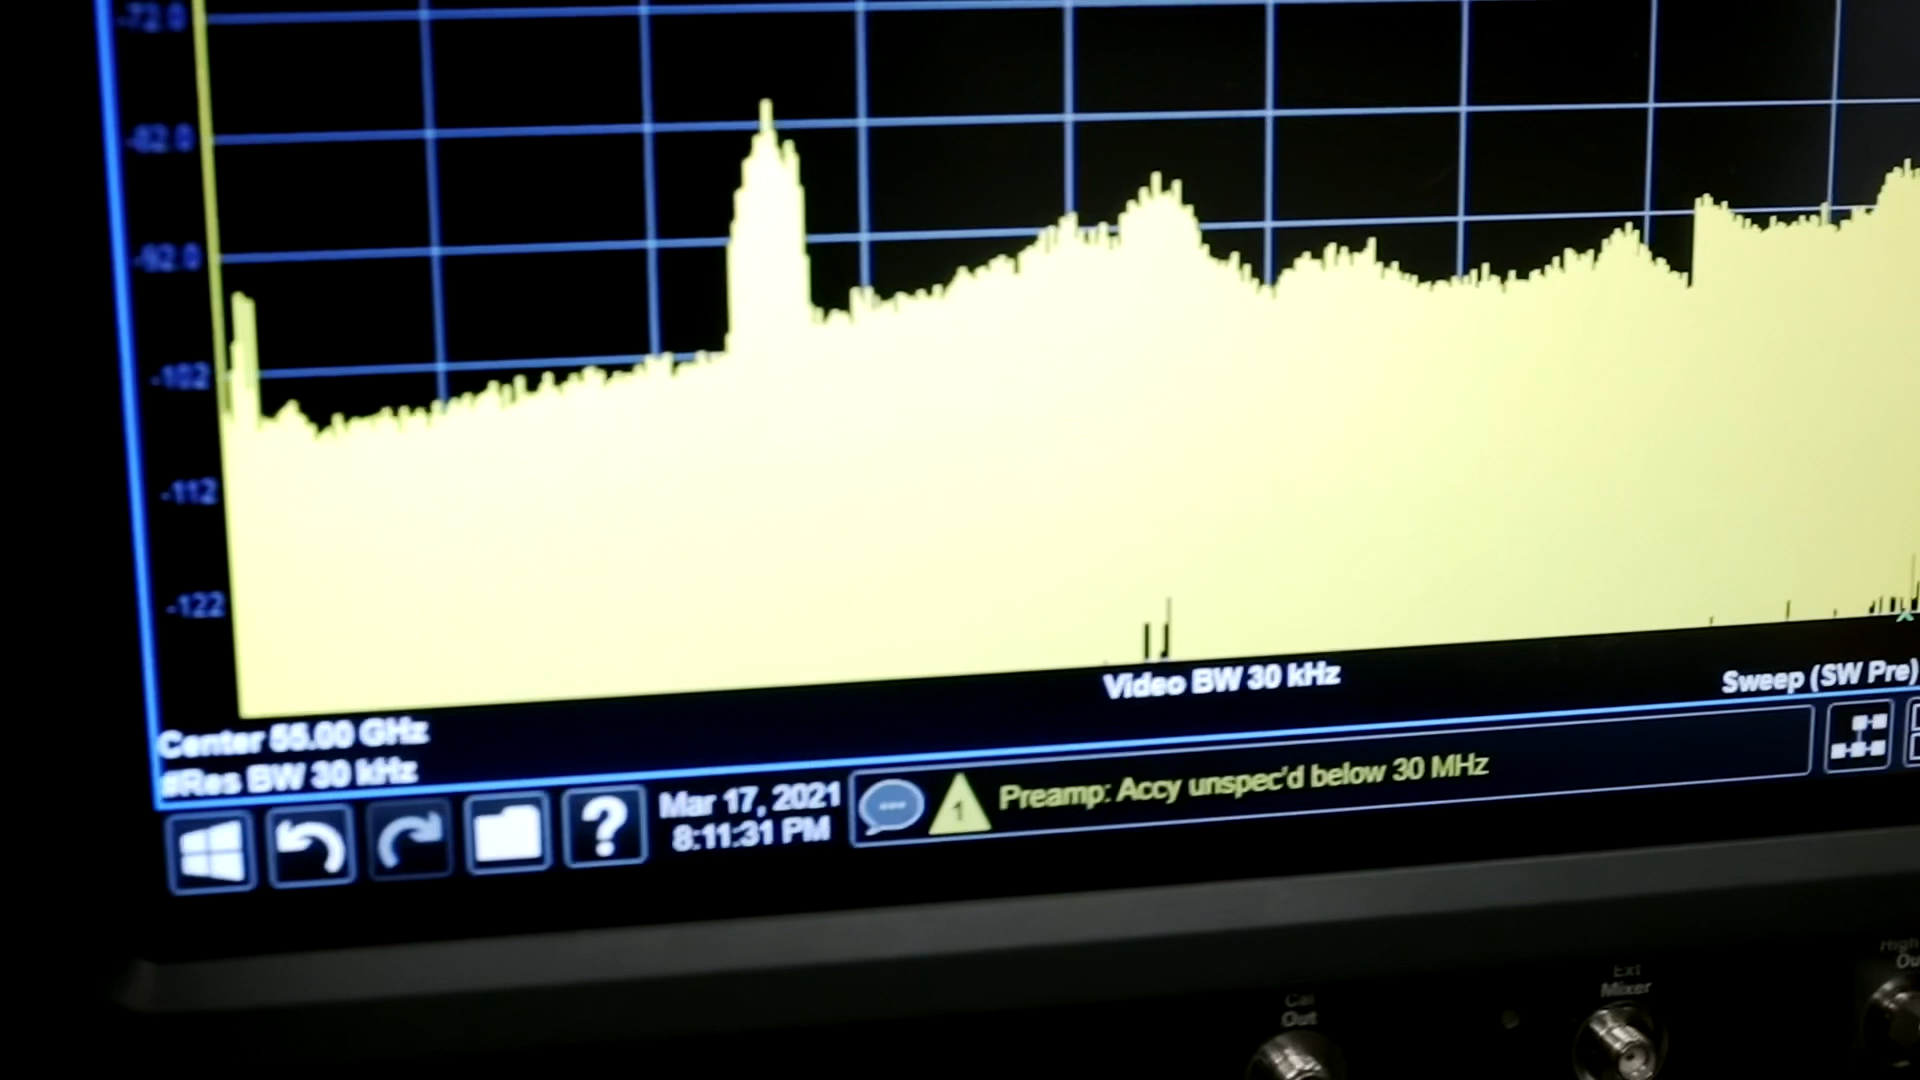 -72.0
-82.0
-92.0
-102
-112
-122
Video BW 30 kHz
Sweep (SW Pre)
Center 55.00 GHz
#Res BW 30 kHz
Mar 17, 2021
8:11:31 PM
1
Preamp: Accy unspec'd below 30 MHz
?
Cal
Out
Ext
Mixer
High
Ou